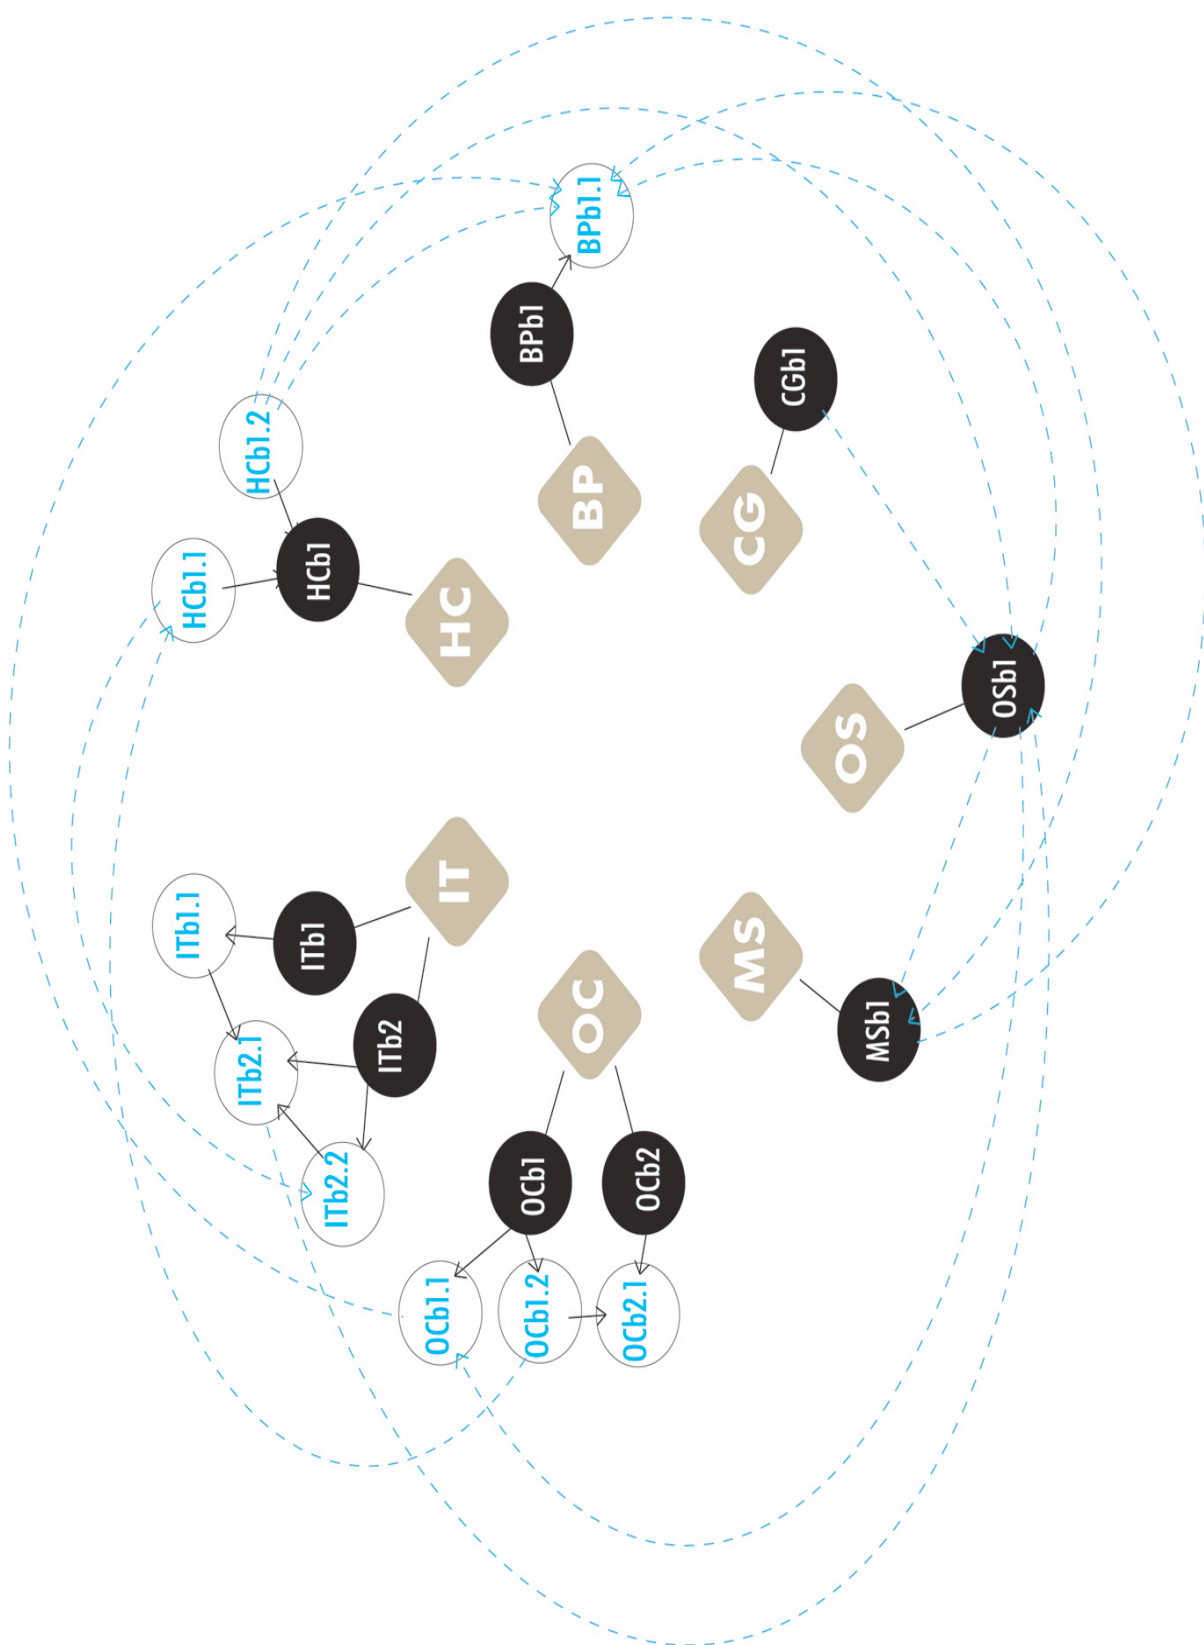 BPb1.1
BPb1
CGb1
HCb1.2
HCb1.1
HCb1
BP
CG
HC
OSb1
OS
IT
ITb1.1
ITb1
MS
MSb1
OC
ITb2
ITb2.1
ITb2.2
OCb1
OCb2
OCb1.1
OCb1.2
OCb2.1